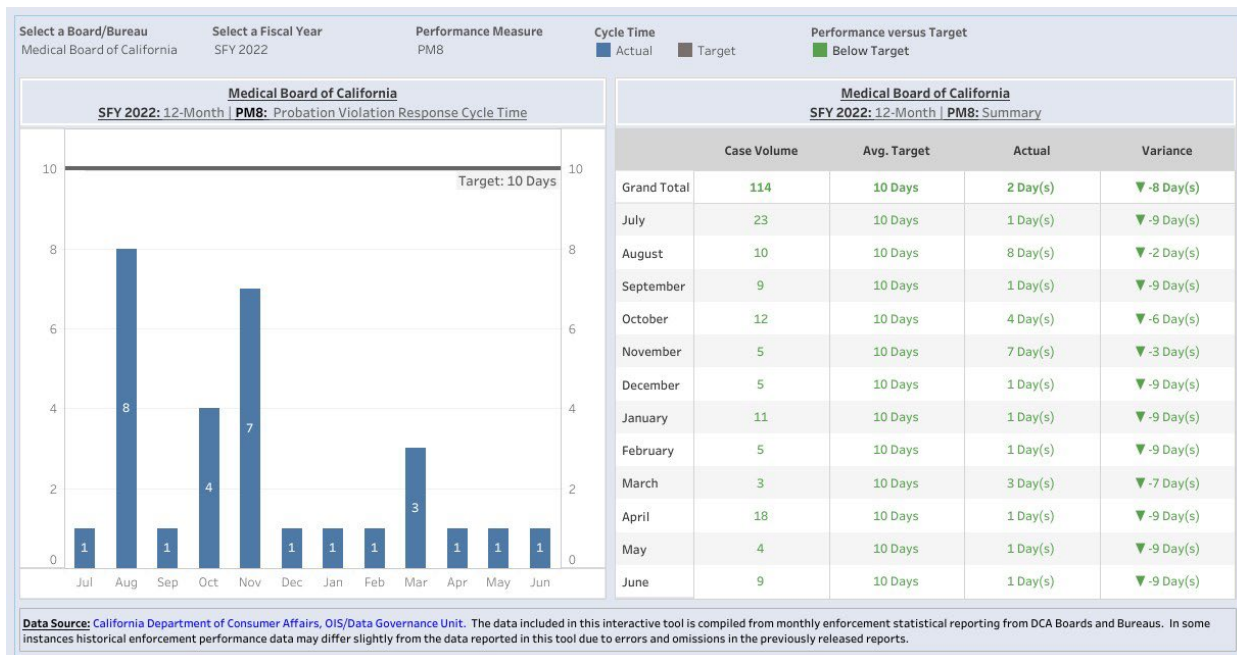 Select a Board/Bureau Select a Fiscal Year Performance Measure Cycle Time Performance versus Target
Medical Board of California SFY 2022 PM8 Actual Target Below Target
Medical Board of California
SFY 2022: 12-Month | PM8: Probation Violation Response Cycle Time
10 10
Target: 10 Days
8 8
6 6
4 4
2 2
0 0
1 8 1 4 7 1 1 1 3 1 1 1
Jul Aug Sep Oct Nov Dec Jan Feb Mar Apr May Jun
Medical Board of California
SFY 2022: 12-Month | PM8: Summary
Case Volume Avg. Target Actual Variance
Grand Total 114 10 Days 2 Day(s) ▼ -8 Day(s)
July 23 10 Days 1 Day(s) ▼ -9 Day(s)
August 10 10 Days 8 Day(s) ▼ -2 Day(s)
September 9 10 Days 1 Day(s) ▼ -9 Day(s)
October 12 10 Days 4 Day(s) ▼ -6 Day(s)
November 5 10 Days 7 Day(s) ▼ -3 Day(s)
December 5 10 Days 1 Day(s) ▼ -9 Day(s)
January 11 10 Days 1 Day(s) ▼ -9 Day(s)
February 5 10 Days 1 Day(s) ▼ -9 Day(s)
March 3 10 Days 3 Day(s) ▼ -7 Day(s)
April 18 10 Days 1 Day(s) ▼ -9 Day(s)
May 4 10 Days 1 Day(s) ▼ -9 Day(s)
June 9 10 Days 1 Day(s) ▼ -9 Day(s)
Data Source: California Department of Consumer Affairs, OIS/Data Governance Unit. The data included in this interactive tool is compiled from monthly enforcement statistical reporting from DCA Boards and Bureaus. In some
instances historical enforcement performance data may differ slightly from the data reported in this tool due to errors and omissions in the previously released reports.